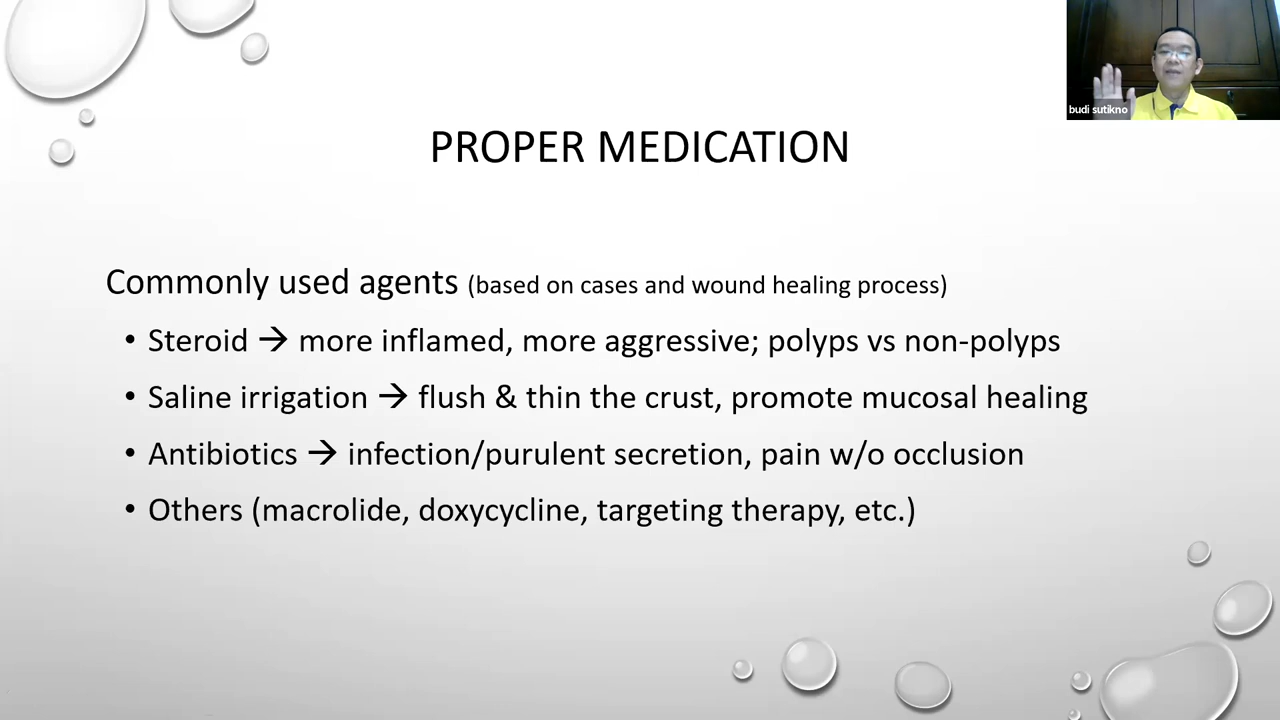 budi sutikno
PROPER MEDICATION
Commonly used agents (based on cases and wound healing process)
• Steroid → more inflamed, more aggressive; polyps vs non-polyps
• Saline irrigation → flush & thin the crust, promote mucosal healing
• Antibiotics → infection/purulent secretion, pain w/o occlusion
• Others (macrolide, doxycycline, targeting therapy, etc.)